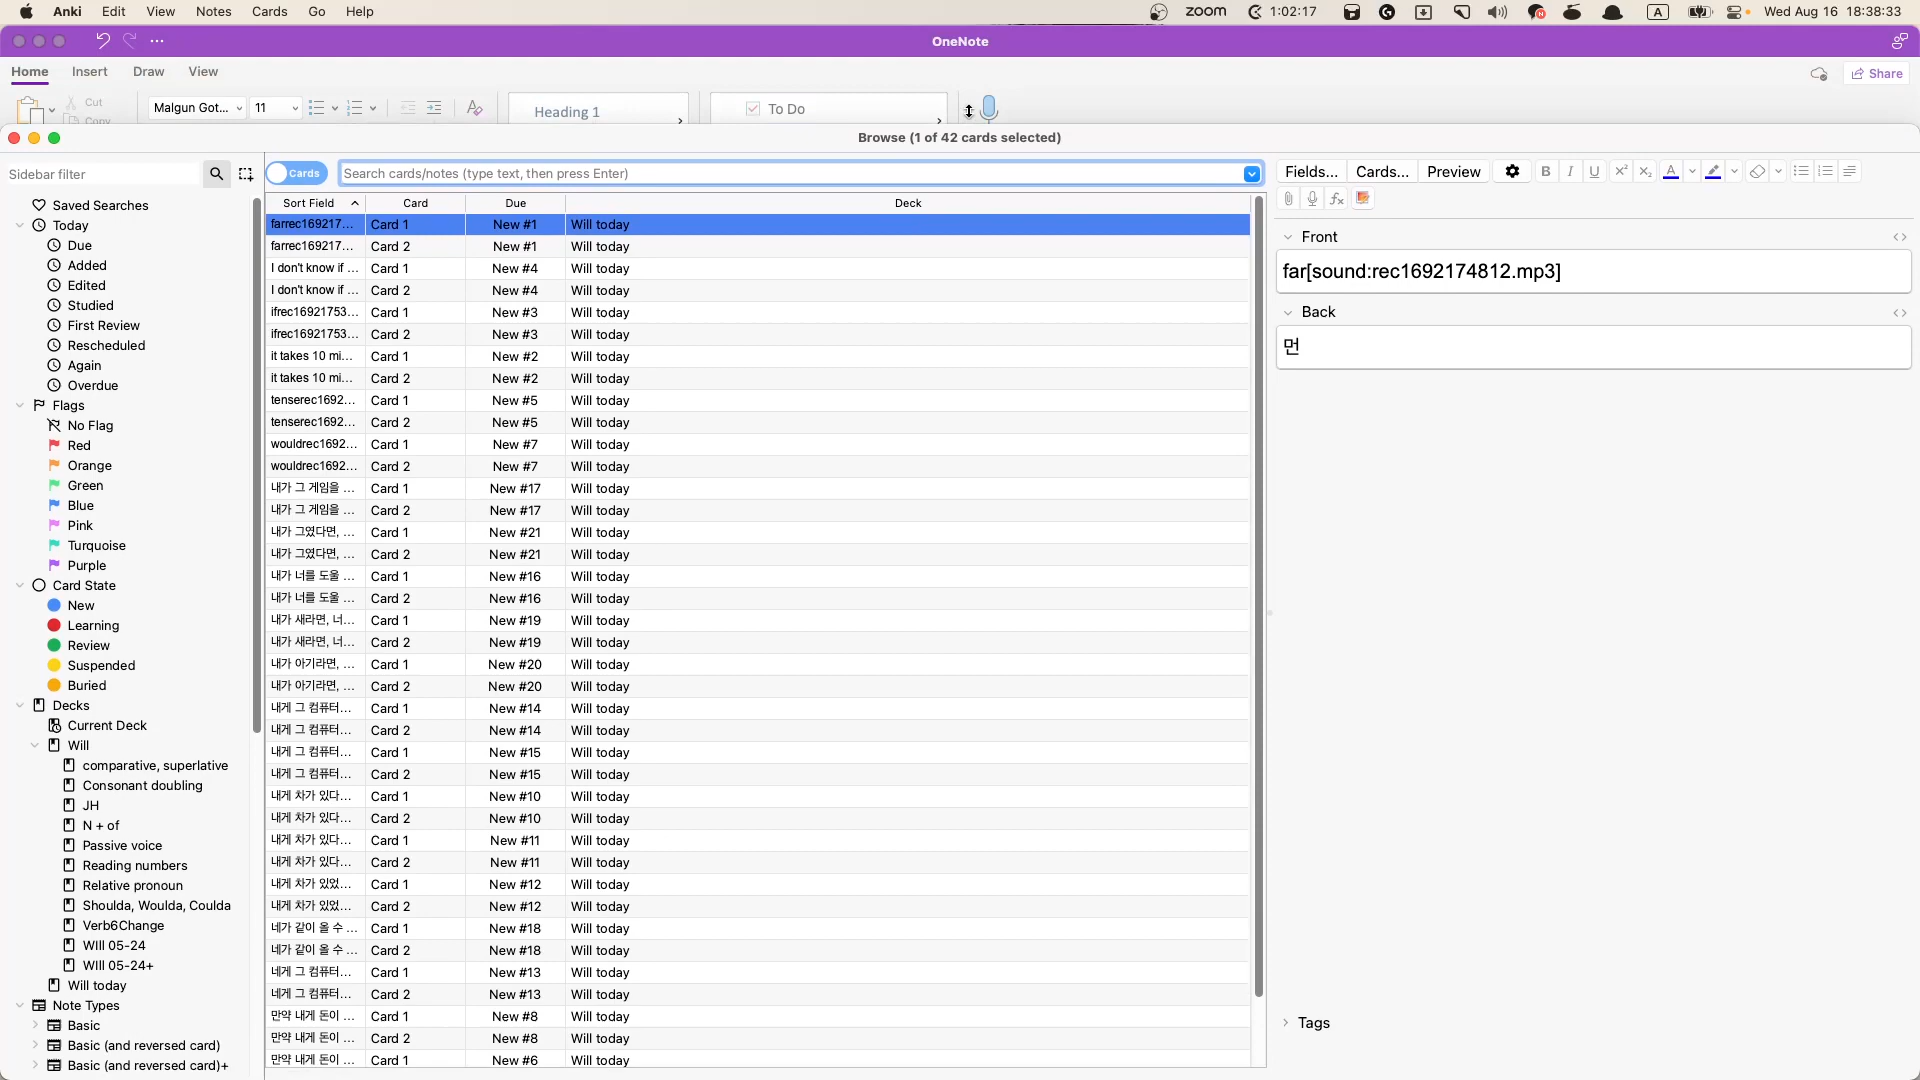 Anki Edit View Notes Cards Go Help zoom 1:02:17 A Wed Aug 16 18:38:33
OneNote
Home Insert Draw View Share
Cut Malgun Got... 11 Heading 1 To Do
Copy
Browse (1 of 42 cards selected)
Sidebar filter
Cards Search cards/notes (type text, then press Enter)
Fields... Cards... Preview B I U
Saved Searches
Today
Due
Added
Edited
Studied
First Review
Rescheduled
Again
Overdue
Flags
No Flag
Red
Orange
Green
Blue
Pink
Turquoise
Purple
Card State
New
Learning
Review
Suspended
Buried
Decks
Current Deck
Will
comparative, superlative
Consonant doubling
JH
N + of
Passive voice
Reading numbers
Relative pronoun
Shoulda, Woulda, Coulda
Verb6Change
WIll 05-24
WIll 05-24+
Will today
Note Types
Basic
Basic (and reversed card)
Basic (and reversed card)+
Sort Field Card Due Deck
farrec169217... Card 1 New #1 Will today
farrec169217... Card 2 New #1 Will today
I don't know if ... Card 1 New #4 Will today
I don't know if ... Card 2 New #4 Will today
ifrec16921753... Card 1 New #3 Will today
ifrec16921753... Card 2 New #3 Will today
it takes 10 mi... Card 1 New #2 Will today
it takes 10 mi... Card 2 New #2 Will today
tenserec1692... Card 1 New #5 Will today
tenserec1692... Card 2 New #5 Will today
wouldrec1692... Card 1 New #7 Will today
wouldrec1692... Card 2 New #7 Will today
내가 그 게임을 ... Card 1 New #17 Will today
내가 그 게임을 ... Card 2 New #17 Will today
내가 그였다면, ... Card 1 New #21 Will today
내가 그였다면, ... Card 2 New #21 Will today
내가 너를 도울 ... Card 1 New #16 Will today
내가 너를 도울 ... Card 2 New #16 Will today
내가 새라면, 너... Card 1 New #19 Will today
내가 새라면, 너... Card 2 New #19 Will today
내가 아기라면, ... Card 1 New #20 Will today
내가 아기라면, ... Card 2 New #20 Will today
내게 그 컴퓨터... Card 1 New #14 Will today
내게 그 컴퓨터... Card 2 New #14 Will today
내게 그 컴퓨터... Card 1 New #15 Will today
내게 그 컴퓨터... Card 2 New #15 Will today
내게 차가 있다... Card 1 New #10 Will today
내게 차가 있다... Card 2 New #10 Will today
내게 차가 있다... Card 1 New #11 Will today
내게 차가 있다... Card 2 New #11 Will today
내게 차가 있었... Card 1 New #12 Will today
내게 차가 있었... Card 2 New #12 Will today
네가 같이 올 수 ... Card 1 New #18 Will today
네가 같이 올 수 ... Card 2 New #18 Will today
네게 그 컴퓨터... Card 1 New #13 Will today
네게 그 컴퓨터... Card 2 New #13 Will today
만약 내게 돈이 ... Card 1 New #8 Will today
만약 내게 돈이 ... Card 2 New #8 Will today
만약 내게 돈이 ... Card 1 New #6 Will today
Front
far[sound:rec1692174812.mp3]
Back
먼
Tags